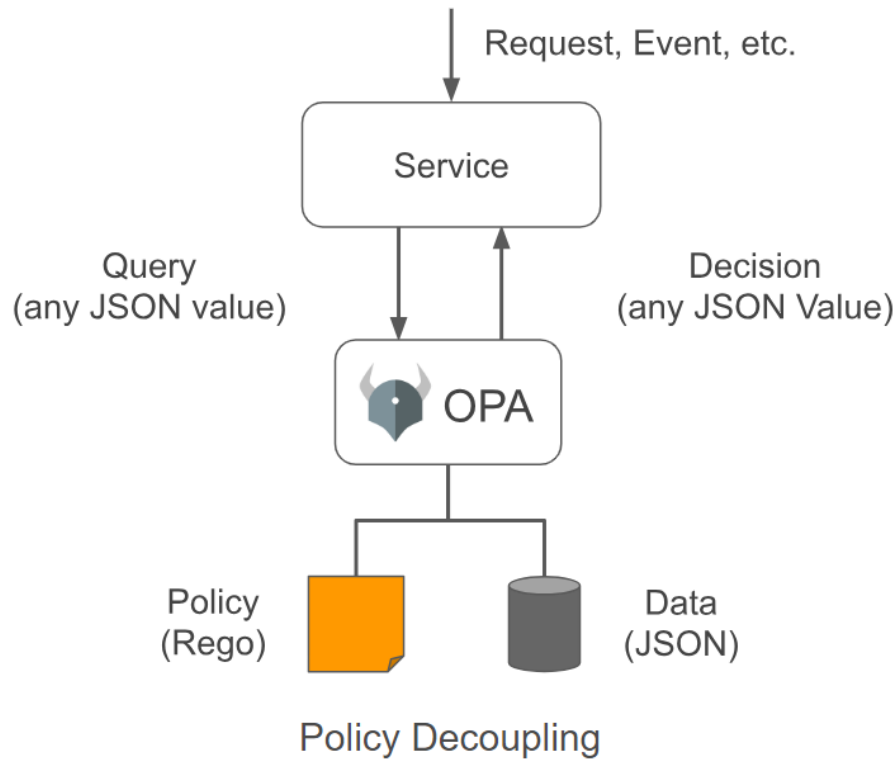 Request, Event, etc.
Service
Query
(any JSON value)
Decision
(any JSON Value)
OPA
Policy
(Rego)
Data
(JSON)
Policy Decoupling